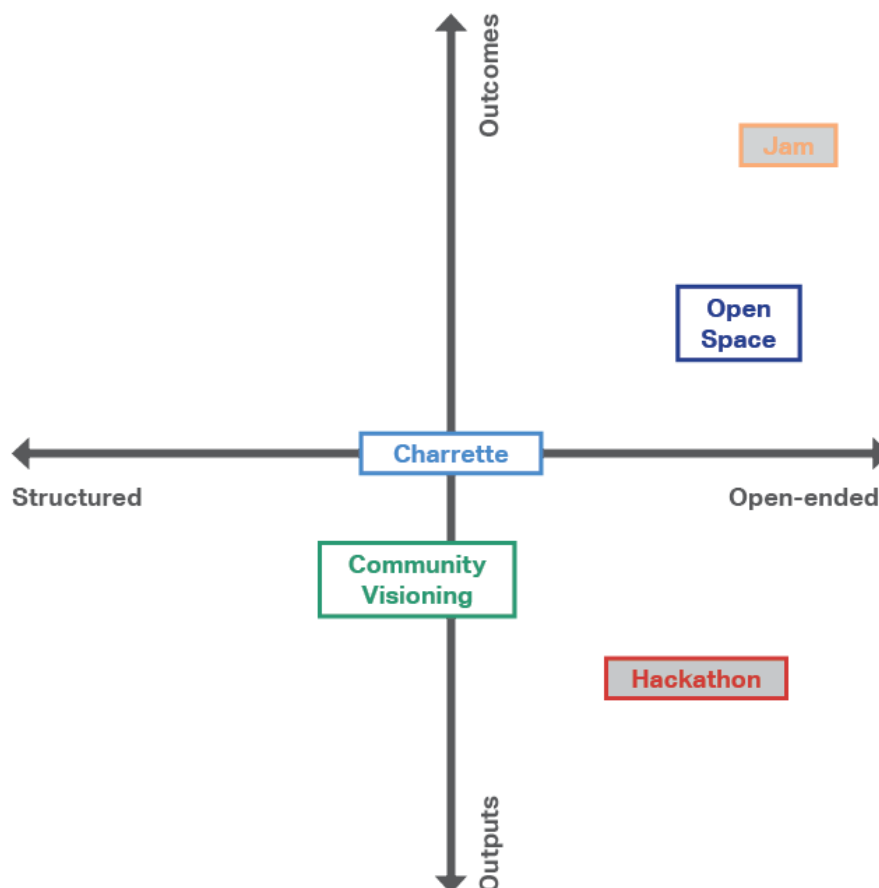 Outcomes
Jam
Open
Space
Charrette
Structured
Open-ended
Community
Visioning
Hackathon
Outputs